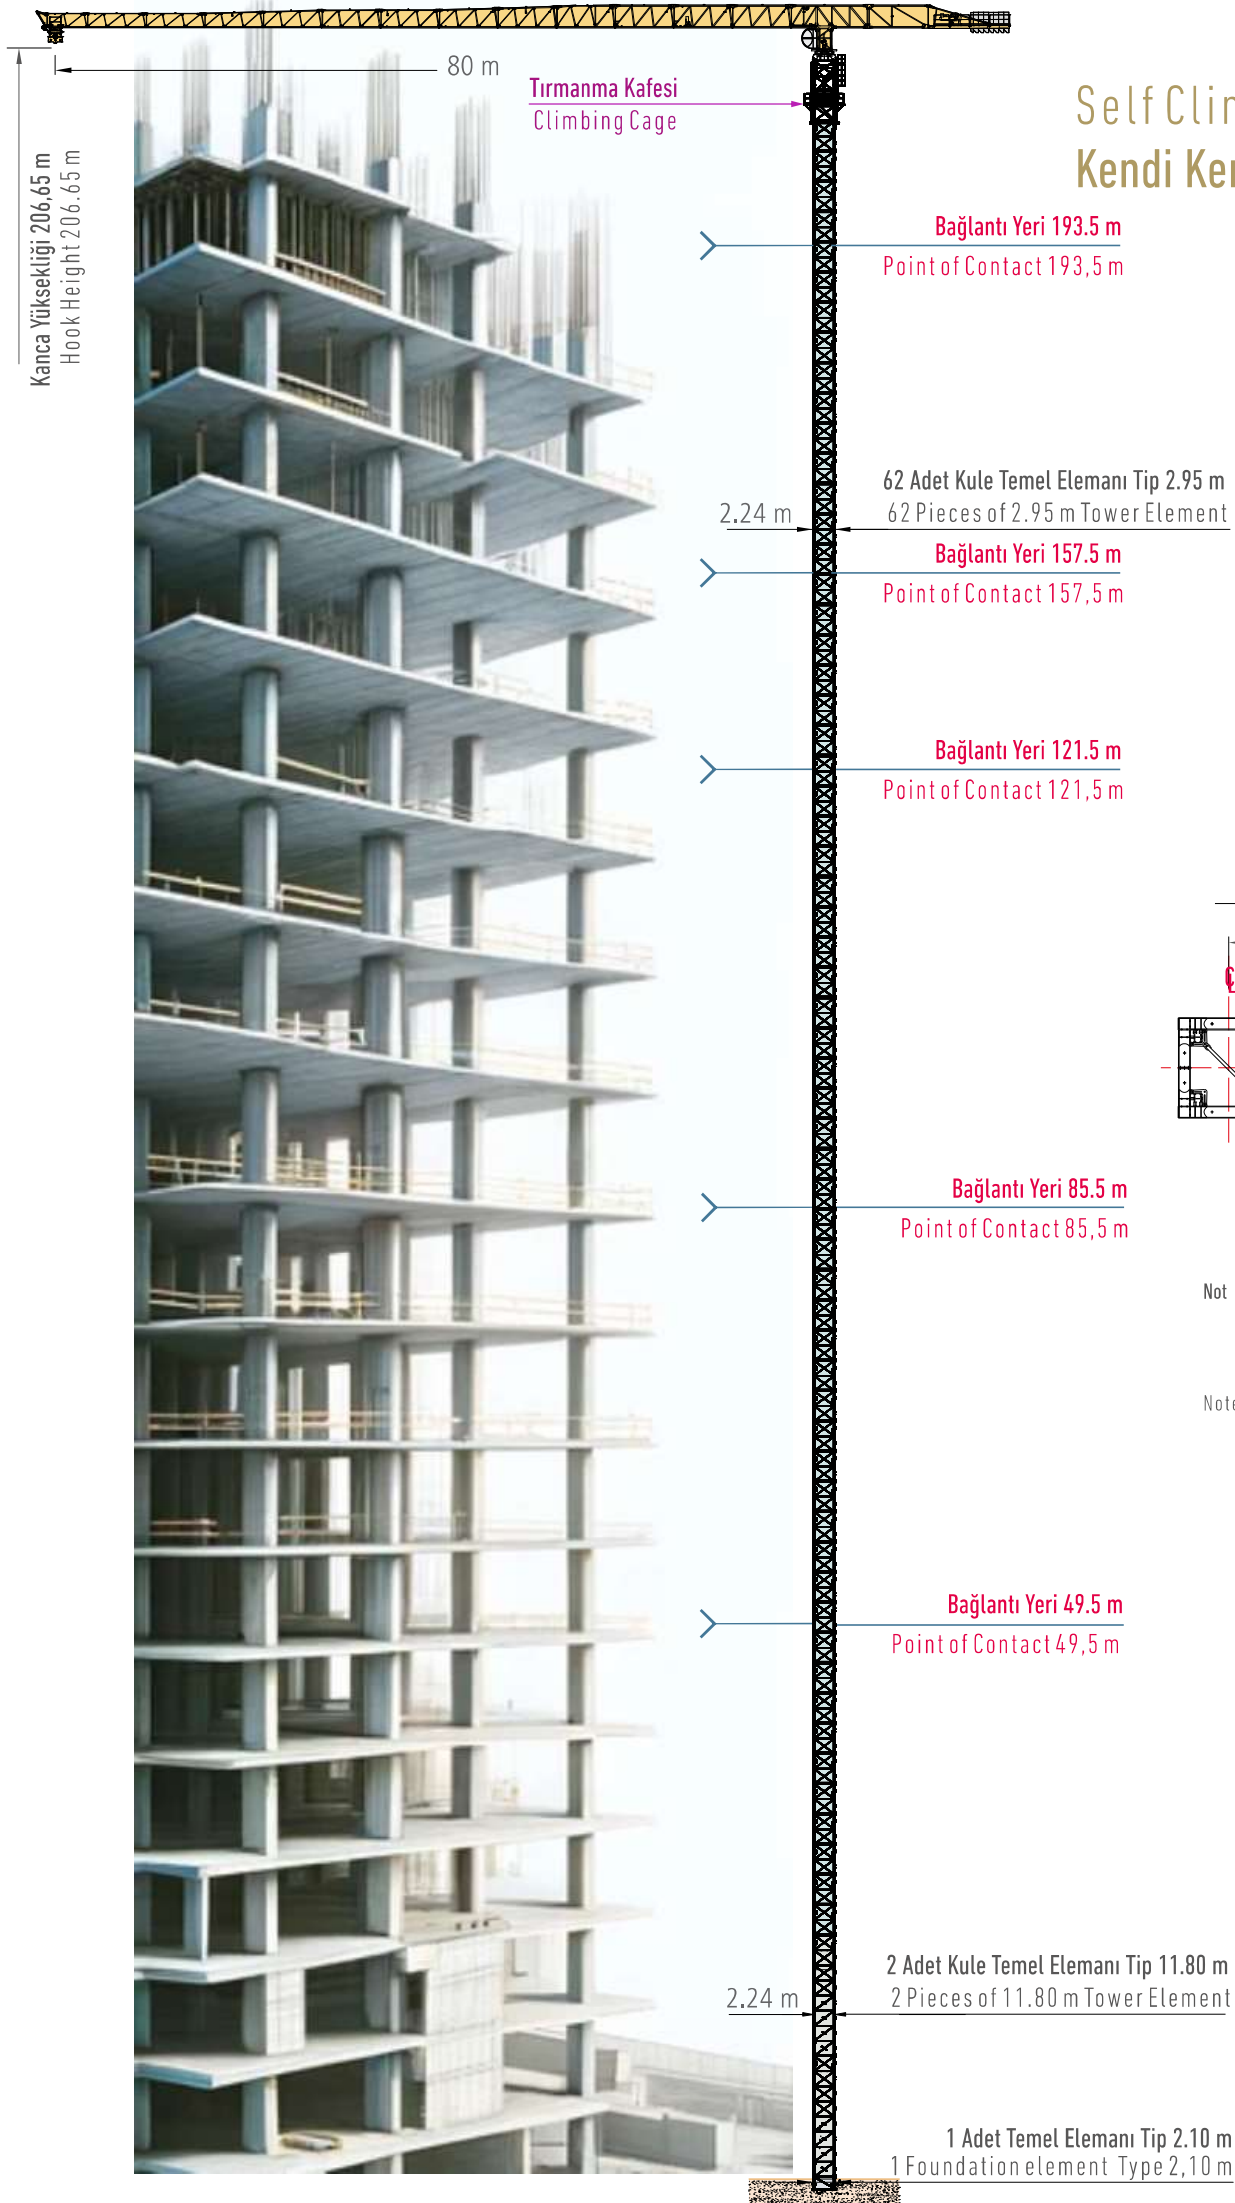 80 m
Tırmanma Kafesi
Climbing Cage
Kanca Yüksekliği 206,65 m
Hook Height 206.65 m
Self Clim
Kendi Ken
Bağlantı Yeri 193.5 m
Point of Contact 193,5 m
62 Adet Kule Temel Elemanı Tip 2.95 m
2.24 m
62 Pieces of 2.95 m Tower Element
Bağlantı Yeri 157.5 m
Point of Contact 157,5 m
Bağlantı Yeri 121.5 m
Point of Contact 121,5 m
Bağlantı Yeri 85.5 m
Point of Contact 85,5 m
Not
Note
Bağlantı Yeri 49.5 m
Point of Contact 49,5 m
2 Adet Kule Temel Elemanı Tip 11.80 m
2.24 m
2 Pieces of 11.80 m Tower Element
1 Adet Temel Elemanı Tip 2.10 m
1 Foundation element Type 2,10 m